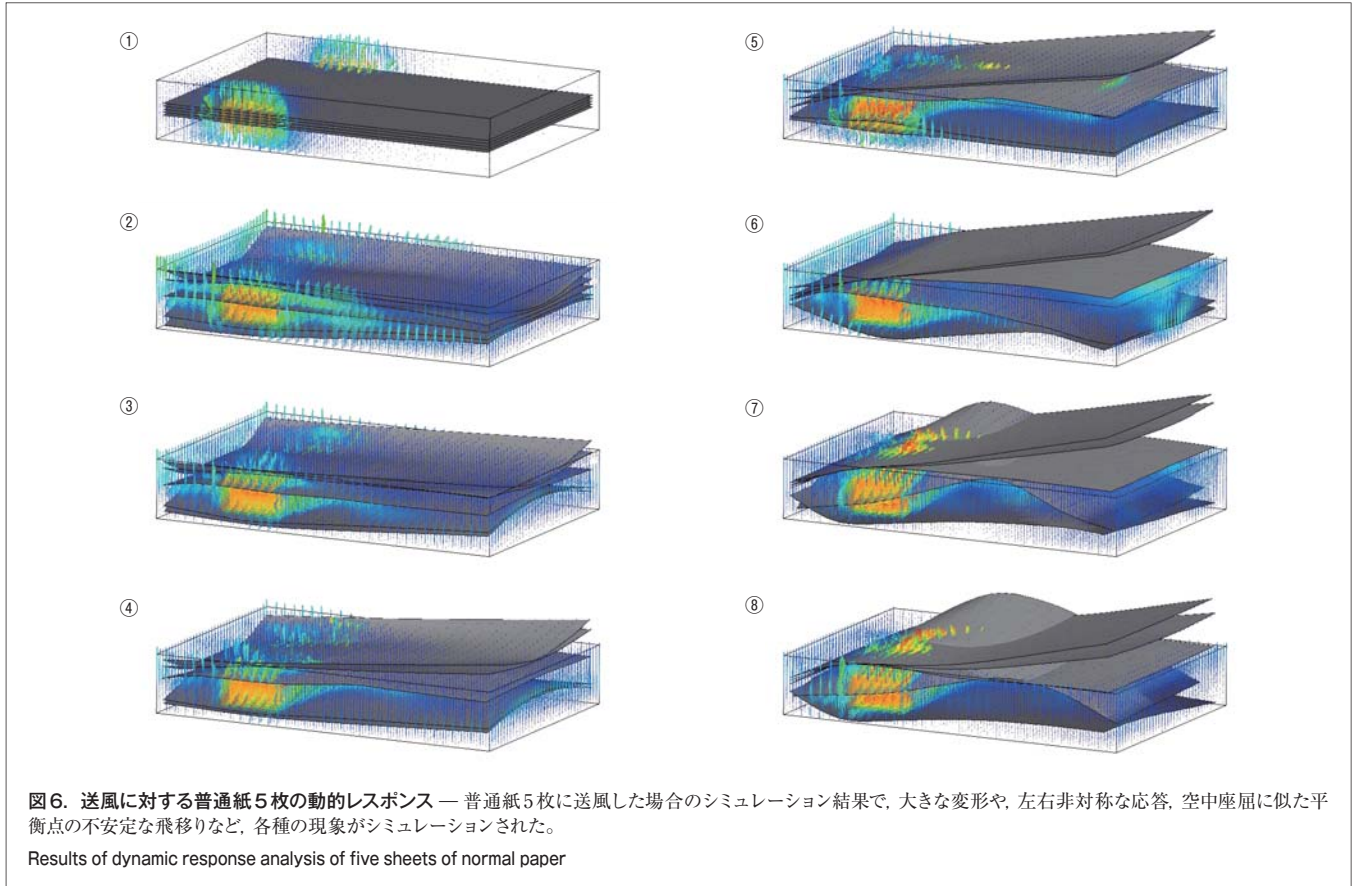 ①
②
③
④
⑤
⑥
⑦
⑧
図6. 送風に対する普通紙5枚の動的レスポンス — 普通紙5枚に送風した場合のシミュレーション結果で, 大きな変形や, 左右非対称な応答, 空中座屈に似た平
衡点の不安定な飛移りなど, 各種の現象がシミュレーションされた。
Results of dynamic response analysis of five sheets of normal paper